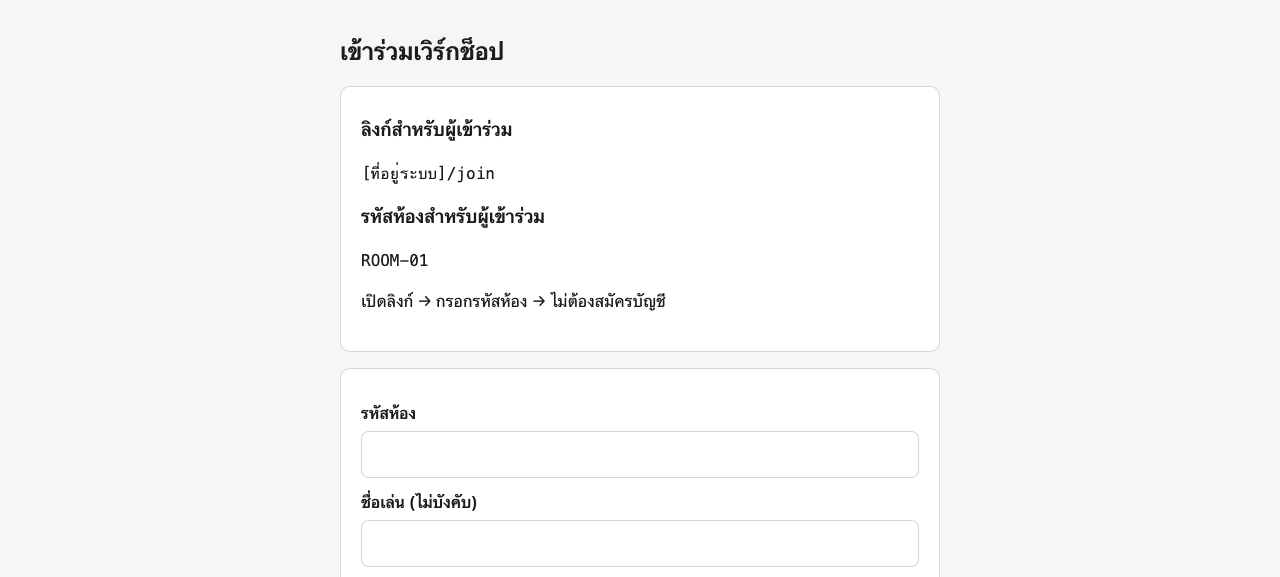 เข้าร่วมเวิร์กช็อป
ลิงก์สำหรับผู้เข้าร่วม
[ที่อยู่ระบบ]/join
รหัสห้องสำหรับผู้เข้าร่วม
ROOM-01
เปิดลิงก์ → กรอกรหัสห้อง → ไม่ต้องสมัครบัญชี
รหัสห้อง
ชื่อเล่น (ไม่บังคับ)